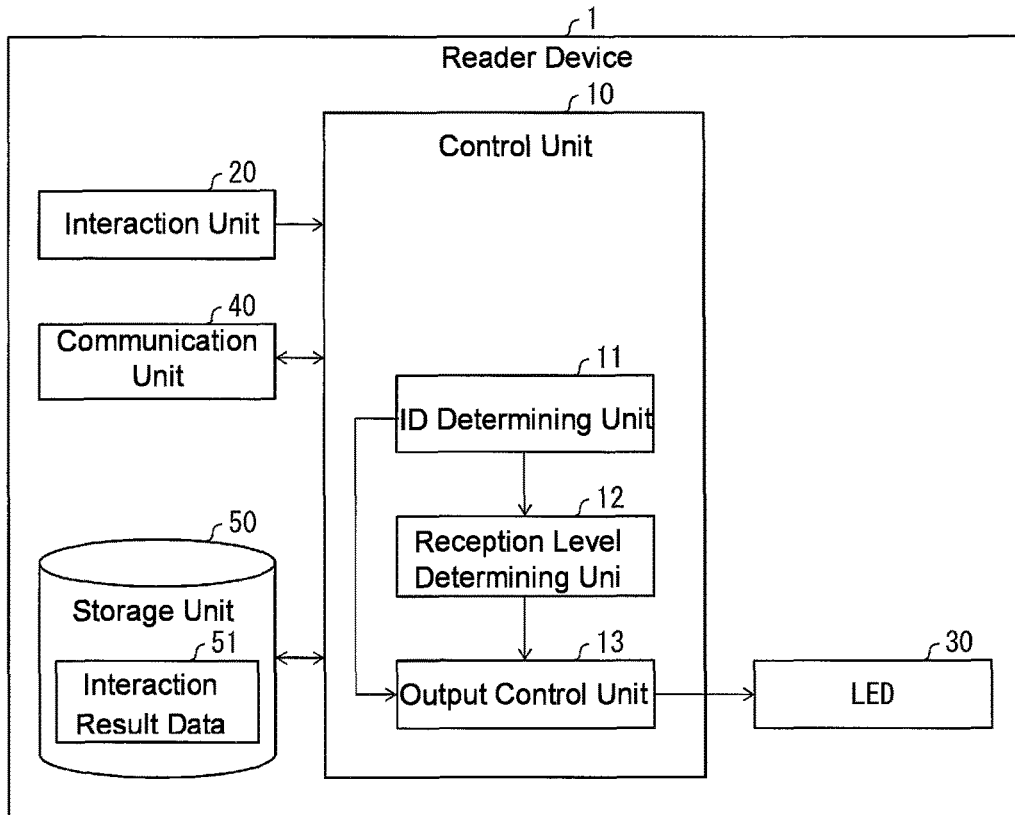 1
Reader Device
10
Control Unit
20
Interaction Unit
40
Communication
Unit
11
ID Determining Unit
12
Reception Level
Determining Uni
50
Storage Unit
51
Interaction
Result Data
13
Output Control Unit
30
LED